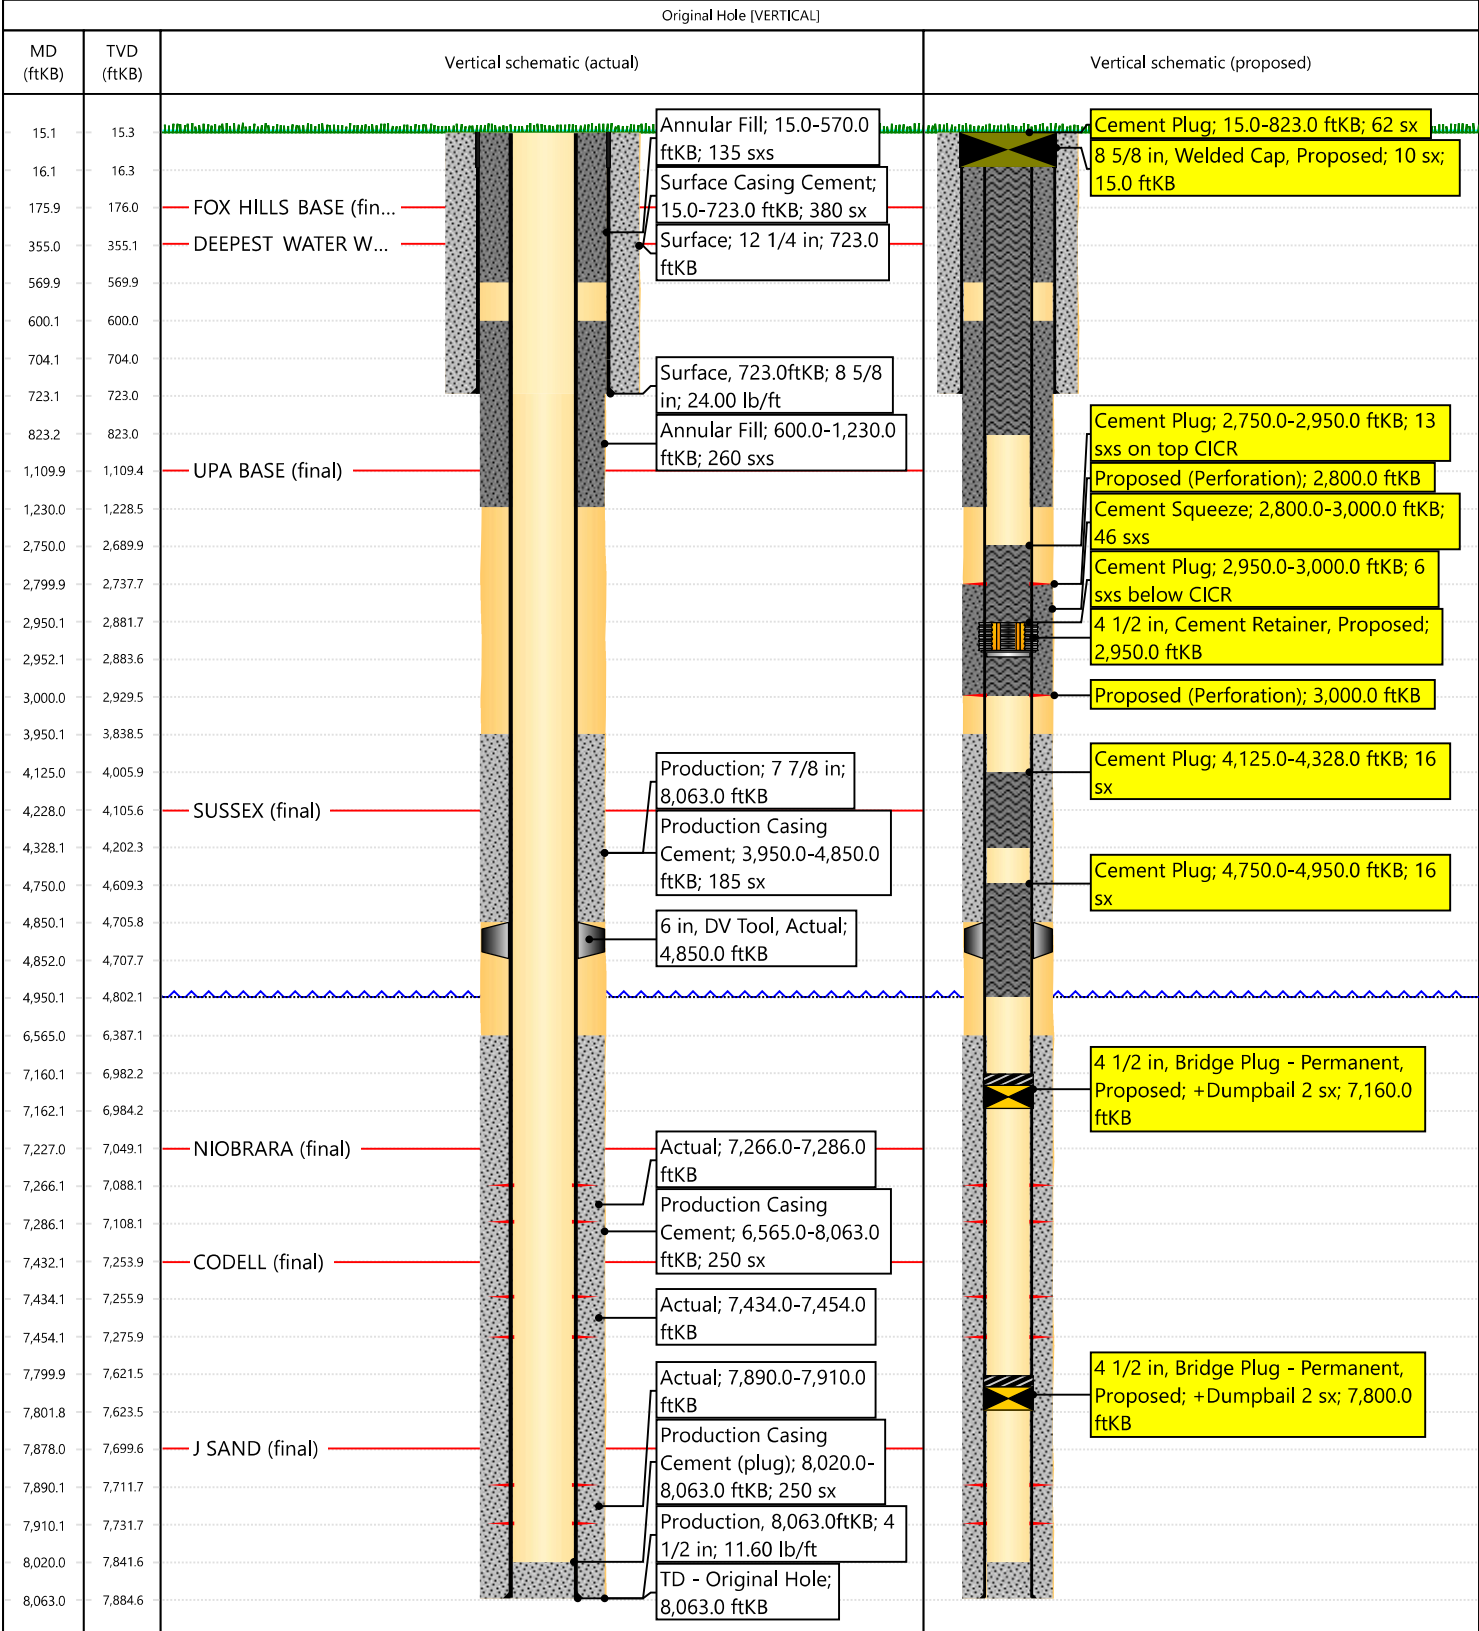 Original Hole [VERTICAL]
MD
(ftKB)
TVD
(ftKB)
Vertical schematic (actual)
Vertical schematic (proposed)
15.1 15.3
16.1 16.3
175.9 176.0
355.0 355.1
569.9 569.9
600.1 600.0
704.1 704.0
723.1 723.0
823.2 823.0
1,109.9 1,109.4
1,230.0 1,228.5
2,750.0 2,689.9
2,799.9 2,737.7
2,950.1 2,881.7
2,952.1 2,883.6
3,000.0 2,929.5
3,950.1 3,838.5
4,125.0 4,005.9
4,228.0 4,105.6
4,328.1 4,202.3
4,750.0 4,609.3
4,850.1 4,705.8
4,852.0 4,707.7
4,950.1 4,802.1
6,565.0 6,387.1
7,160.1 6,982.2
7,162.1 6,984.2
7,227.0 7,049.1
7,266.1 7,088.1
7,286.1 7,108.1
7,432.1 7,253.9
7,434.1 7,255.9
7,454.1 7,275.9
7,799.9 7,621.5
7,801.8 7,623.5
7,878.0 7,699.6
7,890.1 7,711.7
7,910.1 7,731.7
8,020.0 7,841.6
8,063.0 7,884.6
FOX HILLS BASE (fin...
DEEPEST WATER W...
UPA BASE (final)
SUSSEX (final)
NIOBRARA (final)
CODELL (final)
J SAND (final)
Annular Fill; 15.0-570.0
ftKB; 135 sxs
Surface Casing Cement;
15.0-723.0 ftKB; 380 sx
Surface; 12 1/4 in; 723.0
ftKB
Surface, 723.0ftKB; 8 5/8
in; 24.00 lb/ft
Annular Fill; 600.0-1,230.0
ftKB; 260 sxs
Production; 7 7/8 in;
8,063.0 ftKB
Production Casing
Cement; 3,950.0-4,850.0
ftKB; 185 sx
6 in, DV Tool, Actual;
4,850.0 ftKB
Actual; 7,266.0-7,286.0
ftKB
Production Casing
Cement; 6,565.0-8,063.0
ftKB; 250 sx
Actual; 7,434.0-7,454.0
ftKB
Actual; 7,890.0-7,910.0
ftKB
Production Casing
Cement (plug); 8,020.0-
8,063.0 ftKB; 250 sx
Production, 8,063.0ftKB; 4
1/2 in; 11.60 lb/ft
TD - Original Hole;
8,063.0 ftKB
Cement Plug; 15.0-823.0 ftKB; 62 sx
8 5/8 in, Welded Cap, Proposed; 10 sx;
15.0 ftKB
Cement Plug; 2,750.0-2,950.0 ftKB; 13
sxs on top CICR
Proposed (Perforation); 2,800.0 ftKB
Cement Squeeze; 2,800.0-3,000.0 ftKB;
46 sxs
Cement Plug; 2,950.0-3,000.0 ftKB; 6
sxs below CICR
4 1/2 in, Cement Retainer, Proposed;
2,950.0 ftKB
Proposed (Perforation); 3,000.0 ftKB
Cement Plug; 4,125.0-4,328.0 ftKB; 16
sx
Cement Plug; 4,750.0-4,950.0 ftKB; 16
sx
4 1/2 in, Bridge Plug - Permanent,
Proposed; +Dumpbail 2 sx; 7,160.0
ftKB
4 1/2 in, Bridge Plug - Permanent,
Proposed; +Dumpbail 2 sx; 7,800.0
ftKB